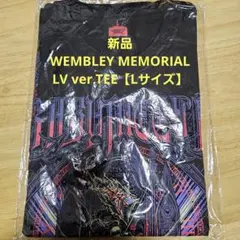 新品
WEMBLEY MEMORIAL
LV ver TEE【Lサイズ】